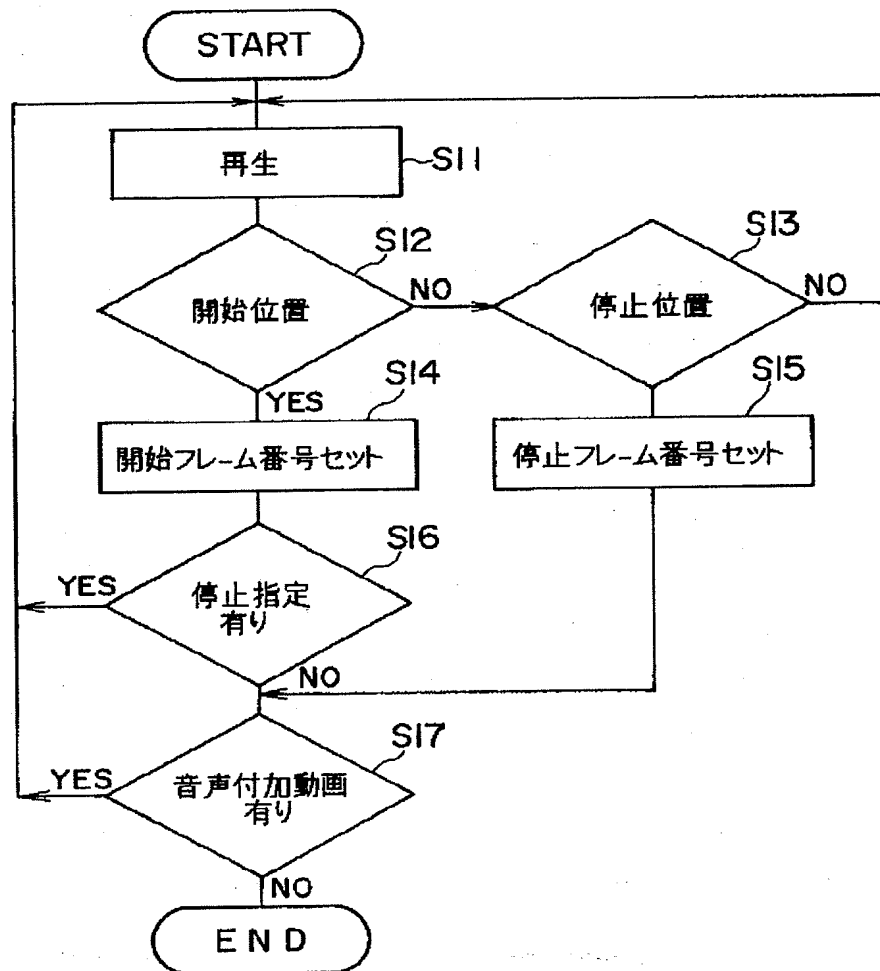 START
再生
S11
S12
開始位置
NO
S13
停止位置
NO
YES
S14
開始フレーム番号セット
S15
停止フレーム番号セット
S16
停止指定
有り
YES
NO
S17
音声付加動画
有り
YES
NO
END